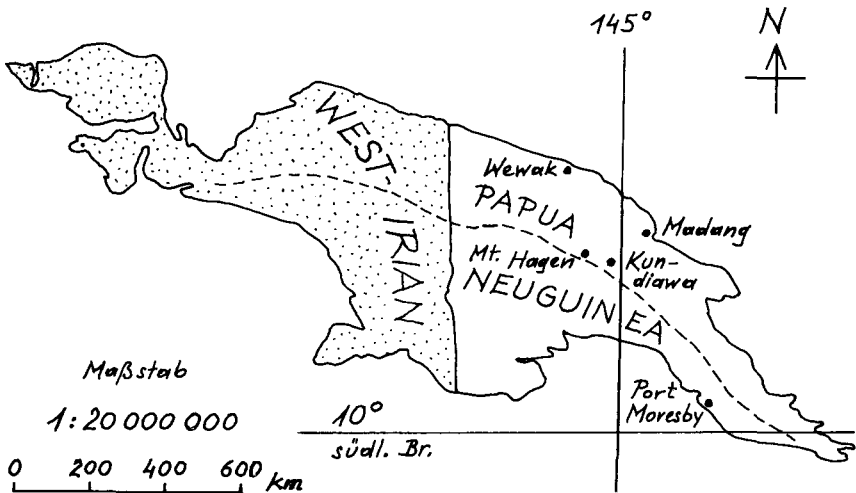 145°
N
WEST-
IRIAN
Wewak
PAPUA
Madang
Mt. Hagen
Kun-
diawa
NEUGUINEA
Maßstab
1:20 000 000
Port
Moresby
10°
südl. Br.
0 200 400 600 km